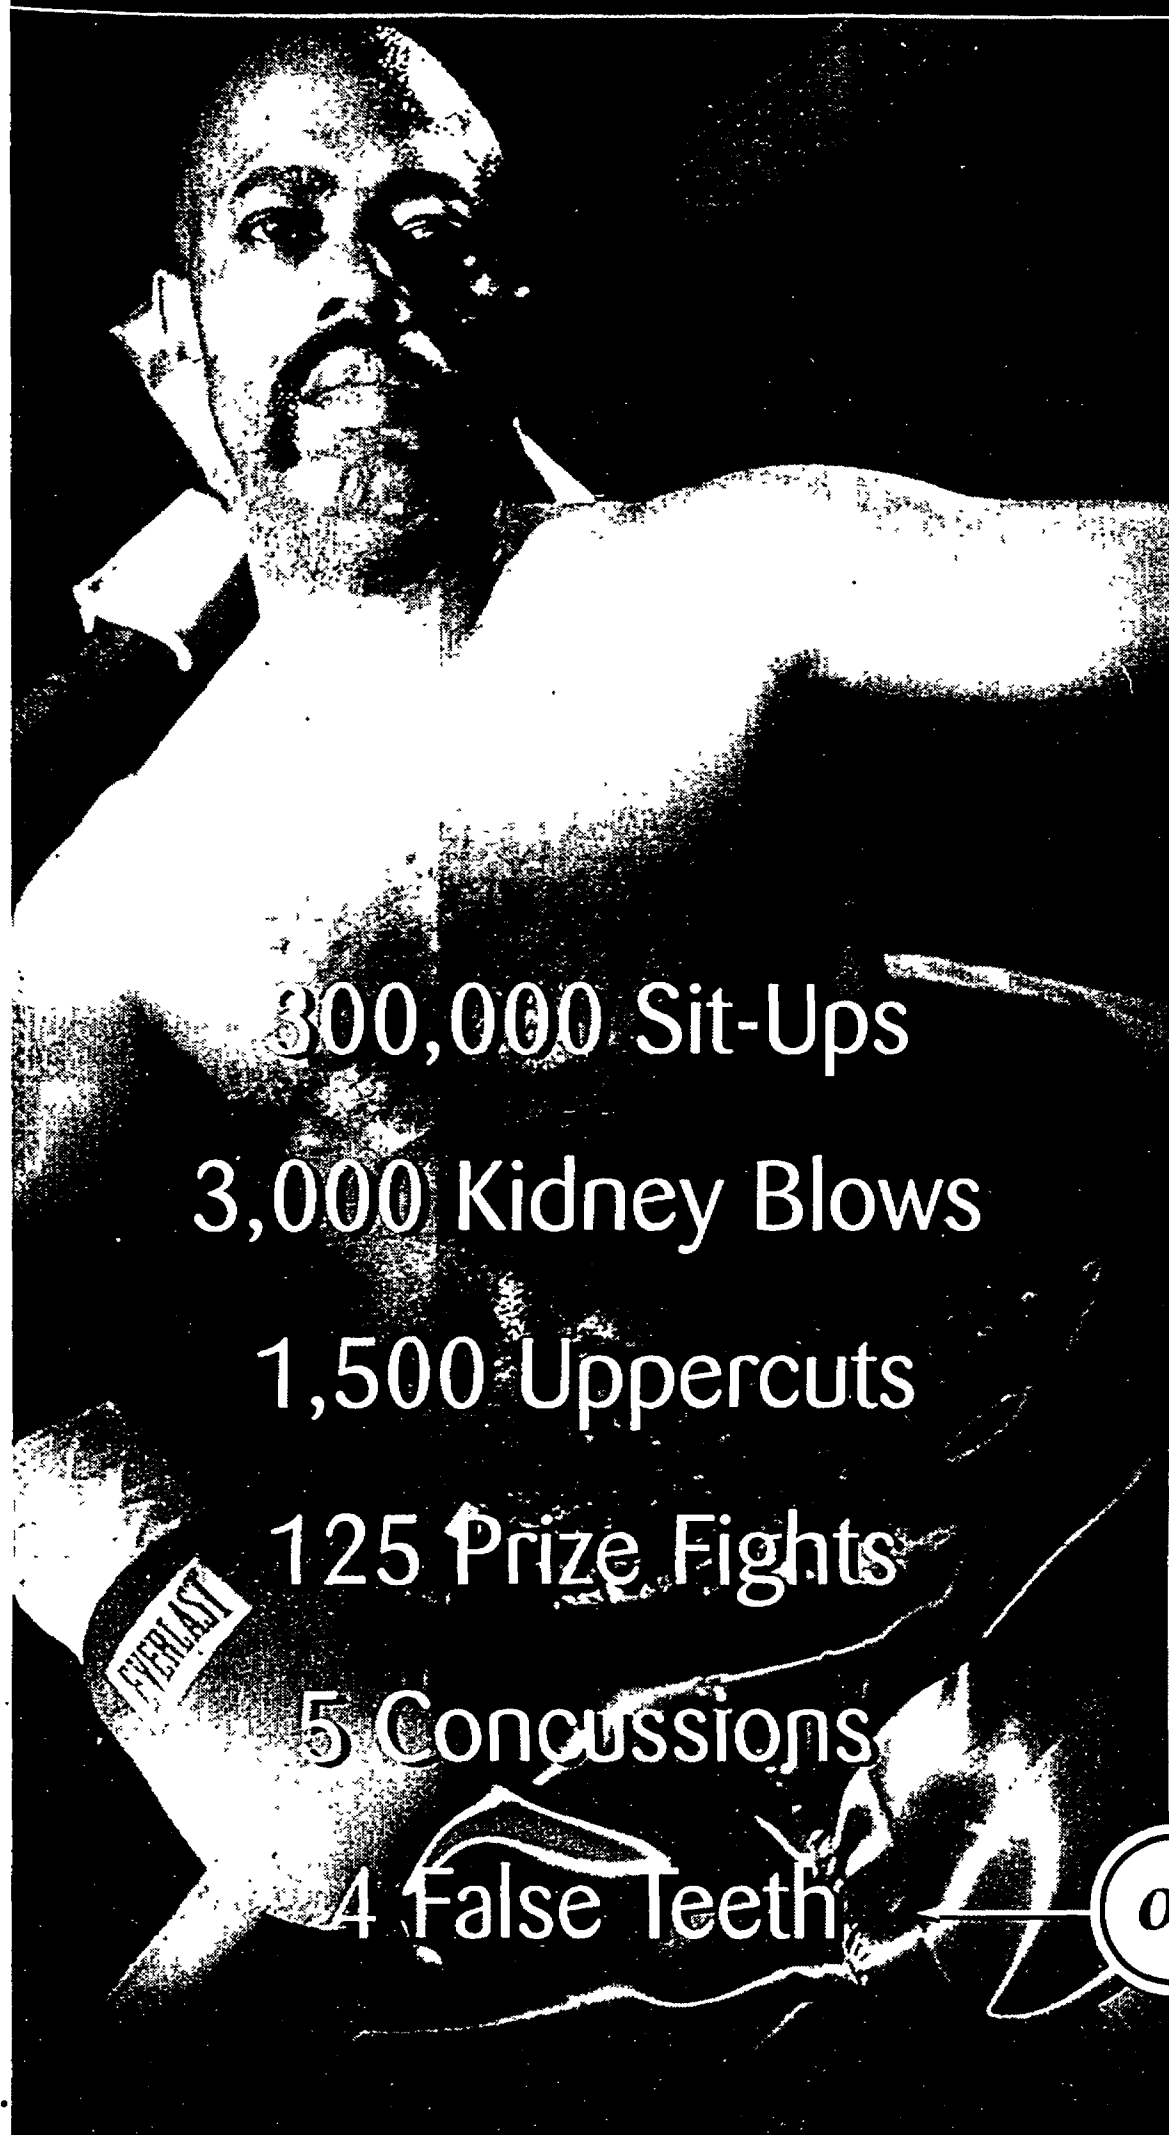 300,000 Sit-Ups
3,000 Kidney Blows
1,500 Uppercuts
125 Prize Fights
EVERLAST
5 Concussions
4 False Teeth